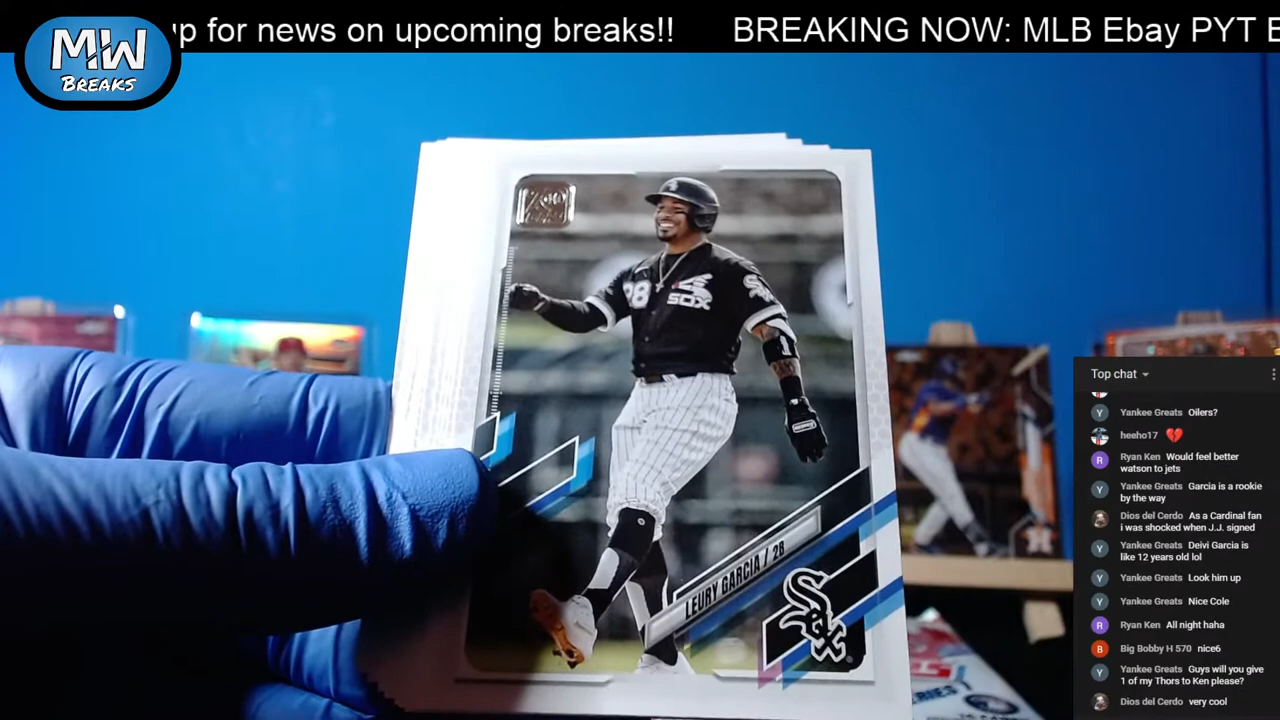 up for news on upcoming breaks!! BREAKING NOW: MLB Ebay PYT
MW
BREAKS
70
28
SOX
LEURY GARCIA / 2B
Sox
Top chat
Yankee Greats Oilers?
heeho17 💔
Ryan Ken Would feel better
watson to jets
Yankee Greats Garcia is a rookie
by the way
Dios del Cerdo As a Cardinal fan
i was shocked when J.J. signed
Yankee Greats Deivi Garcia is
like 12 years old lol
Yankee Greats Look him up
Yankee Greats Nice Cole
Ryan Ken All night haha
Big Bobby H 570 nice6
Yankee Greats Guys will you give
1 of my Thors to Ken please?
Dios del Cerdo very cool